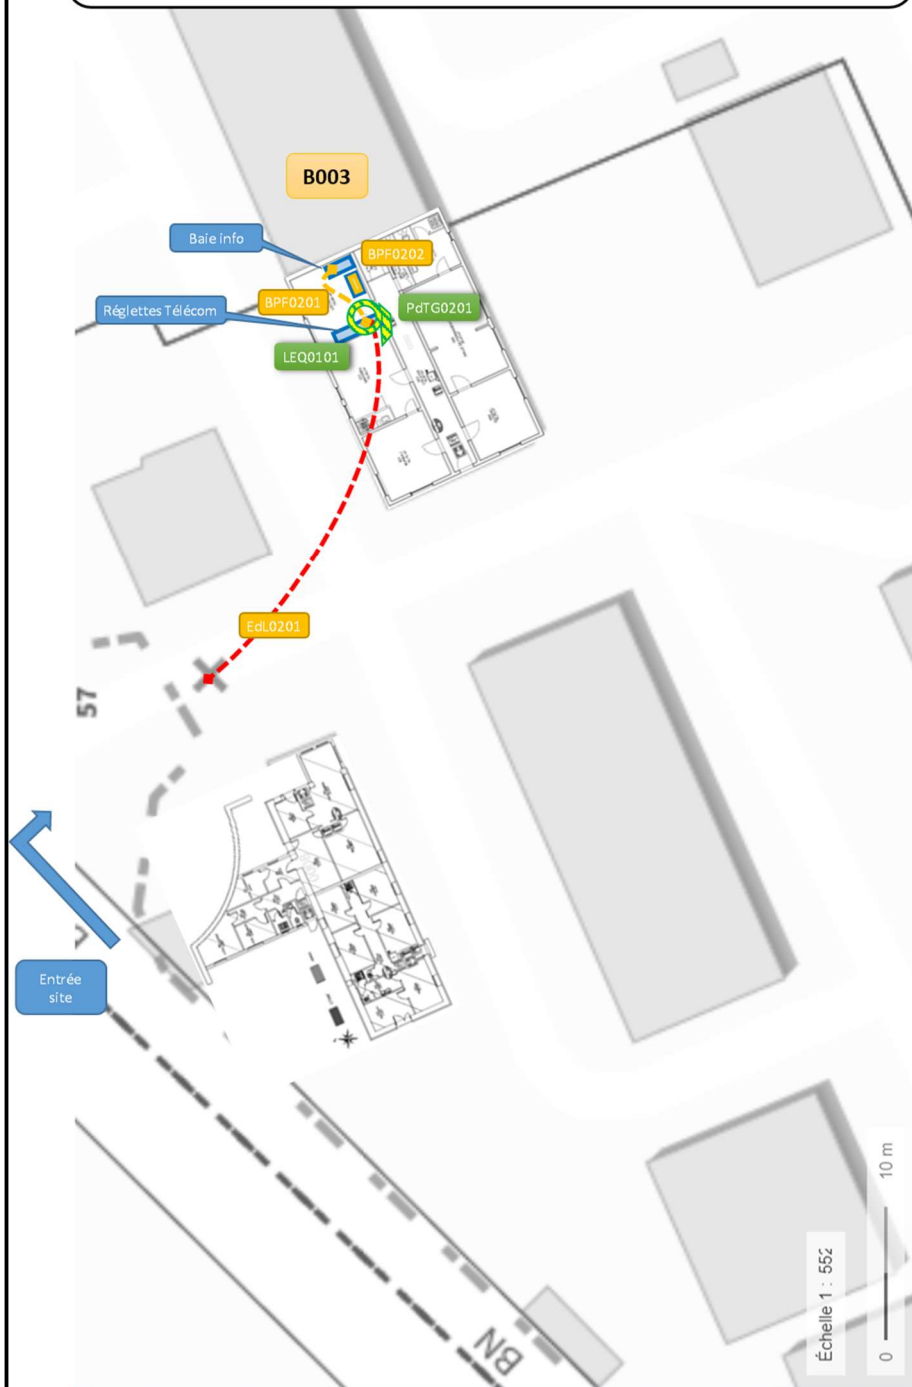 B003
Baie info
BPF0202
BPF0201
Réglettes Télécom
PdTG0201
LEQ0101
EdL0201
57
Entrée
site
BN
Échelle 1 : 552
0 10 m